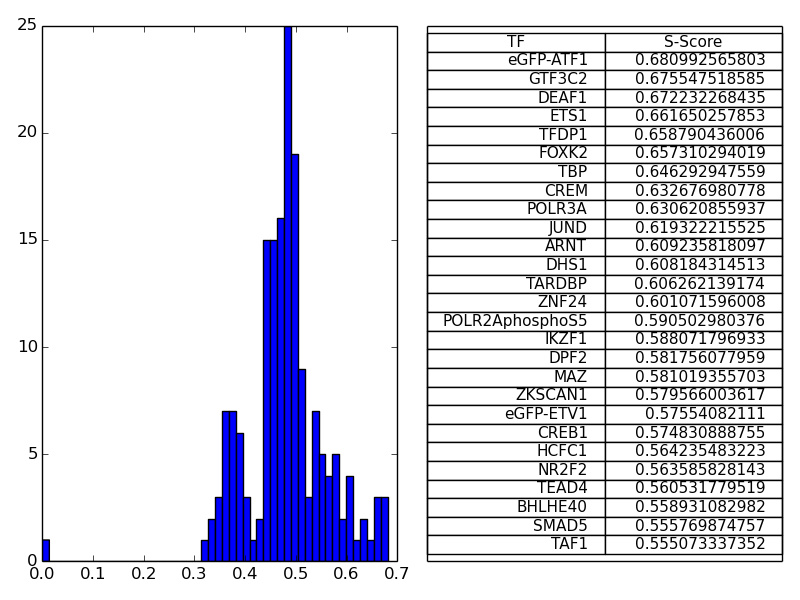 25
20
15
10
5
0
0.0 0.1 0.2 0.3 0.4 0.5 0.6 0.7
TF S-Score
eGFP-ATF1 0.680992565803
GTF3C2 0.675547518585
DEAF1 0.672232268435
ETS1 0.661650257853
TFDP1 0.658790436006
FOXK2 0.657310294019
TBP 0.646292947559
CREM 0.632676980778
POLR3A 0.630620855937
JUND 0.619322215525
ARNT 0.609235818097
DHS1 0.608184314513
TARDBP 0.606262139174
ZNF24 0.601071596008
POLR2AphosphoS5 0.590502980376
IKZF1 0.588071796933
DPF2 0.581756077959
MAZ 0.581019355703
ZKSCAN1 0.579566003617
eGFP-ETV1 0.57554082111
CREB1 0.574830888755
HCFC1 0.564235483223
NR2F2 0.563585828143
TEAD4 0.560531779519
BHLHE40 0.558931082982
SMAD5 0.555769874757
TAF1 0.555073337352